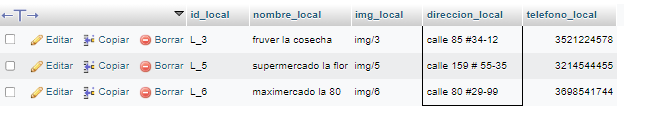 ←T→ id_local nombre_local img_local direccion_local telefono_local
Editar Copiar Borrar L_3 fruver la cosecha img/3 calle 85 #34-12 3521224578
Editar Copiar Borrar L_5 supermercado la flor img/5 calle 159 # 55-35 3214544455
Editar Copiar Borrar L_6 maximercado la 80 img/6 calle 80 #29-99 3698541744